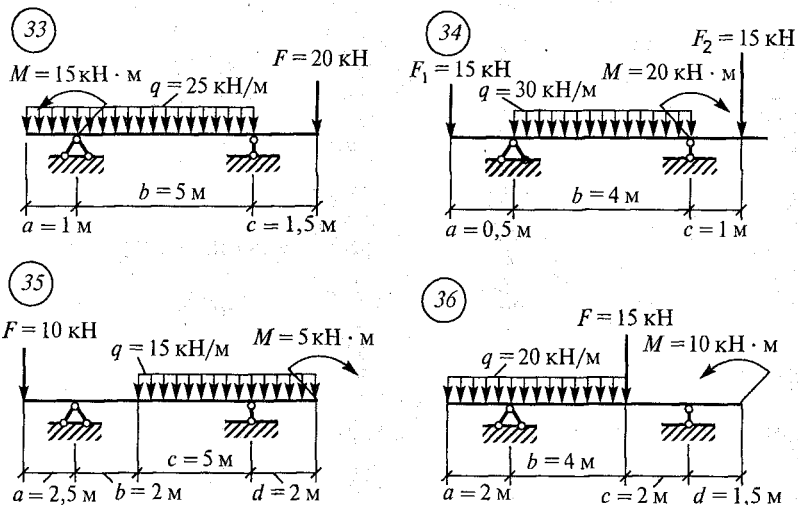 33
M = 15 кН · м
q = 25 кН/м
F = 20 кН
b = 5 м
a = 1 м
c = 1,5 м
34
F₂ = 15 кН
F₁ = 15 кН
M = 20 кН · м
q = 30 кН/м
b = 4 м
a = 0,5 м
c = 1 м
35
F = 10 кН
q = 15 кН/м
M = 5 кН · м
c = 5 м
a = 2,5 м
b = 2 м
d = 2 м
36
F = 15 кН
q = 20 кН/м
M = 10 кН · м
b = 4 м
a = 2 м
c = 2 м
d = 1,5 м